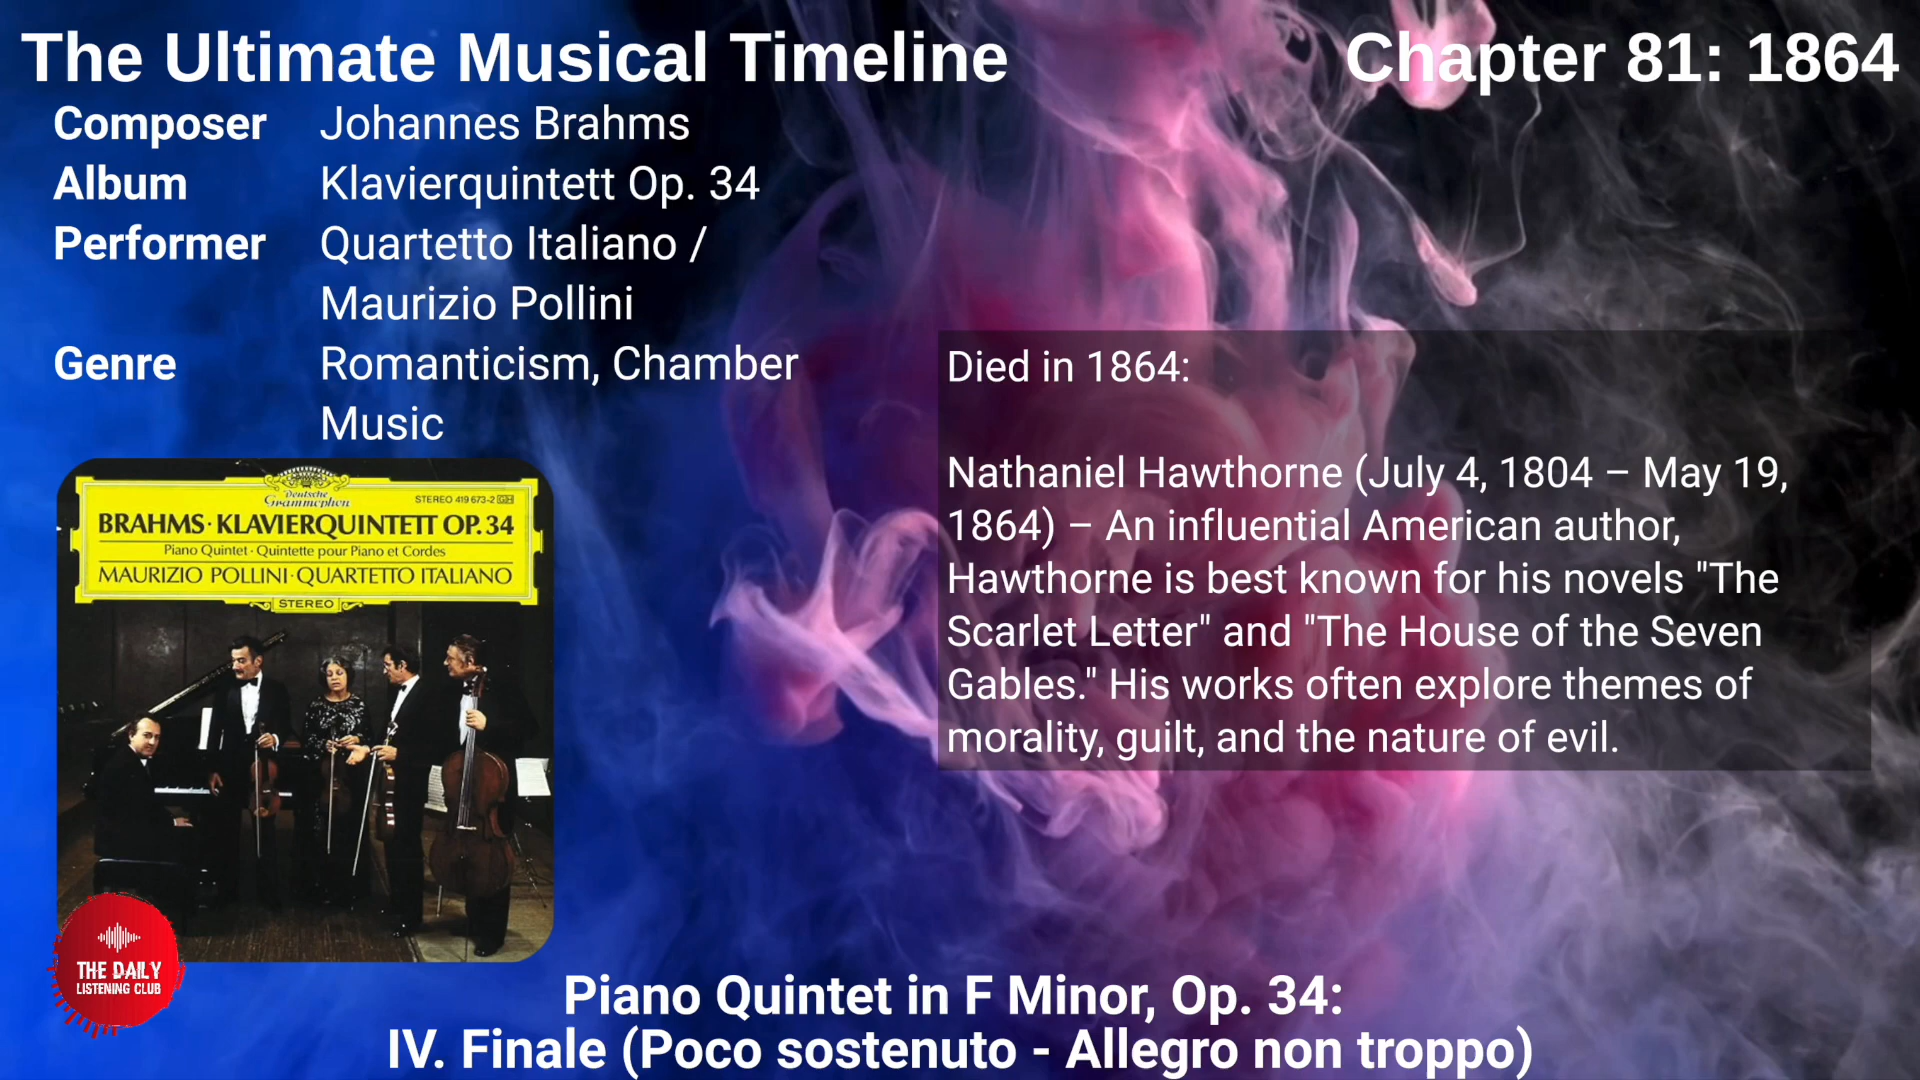 The Ultimate Musical Timeline
Chapter 81: 1864
Composer Johannes Brahms
Album Klavierquintett Op. 34
Performer Quartetto Italiano /
Maurizio Pollini
Genre Romanticism, Chamber
Music
Deutsche
Grammophon
STEREO 419 673-2 GH
BRAHMS · KLAVIERQUINTETT OP. 34
Piano Quintet · Quintette pour Piano et Cordes
MAURIZIO POLLINI · QUARTETTO ITALIANO
STEREO
THE DAILY
LISTENING CLUB
Died in 1864:
Nathaniel Hawthorne (July 4, 1804 – May 19,
1864) – An influential American author,
Hawthorne is best known for his novels "The
Scarlet Letter" and "The House of the Seven
Gables." His works often explore themes of
morality, guilt, and the nature of evil.
Piano Quintet in F Minor, Op. 34:
IV. Finale (Poco sostenuto - Allegro non troppo)